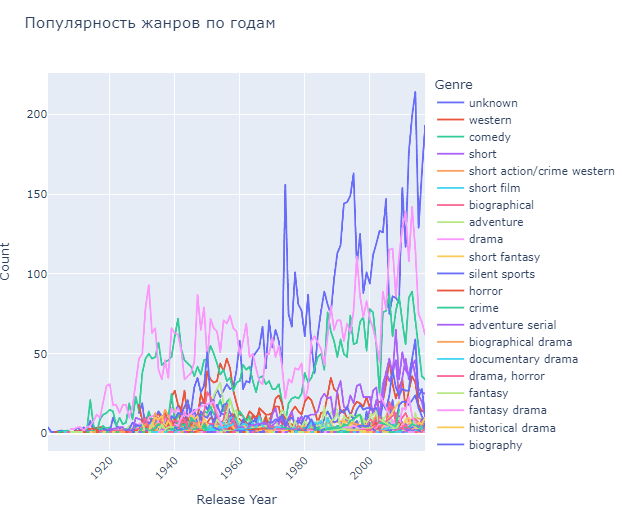 Популярность жанров по годам
Genre
unknown
western
comedy
short
short action/crime western
short film
biographical
adventure
drama
short fantasy
silent sports
horror
crime
adventure serial
biographical drama
documentary drama
drama horror
fantasy
fantasy drama
historical drama
biography
Count
200
150
100
50
0
1920
1940
1960
1980
2000
Release Year